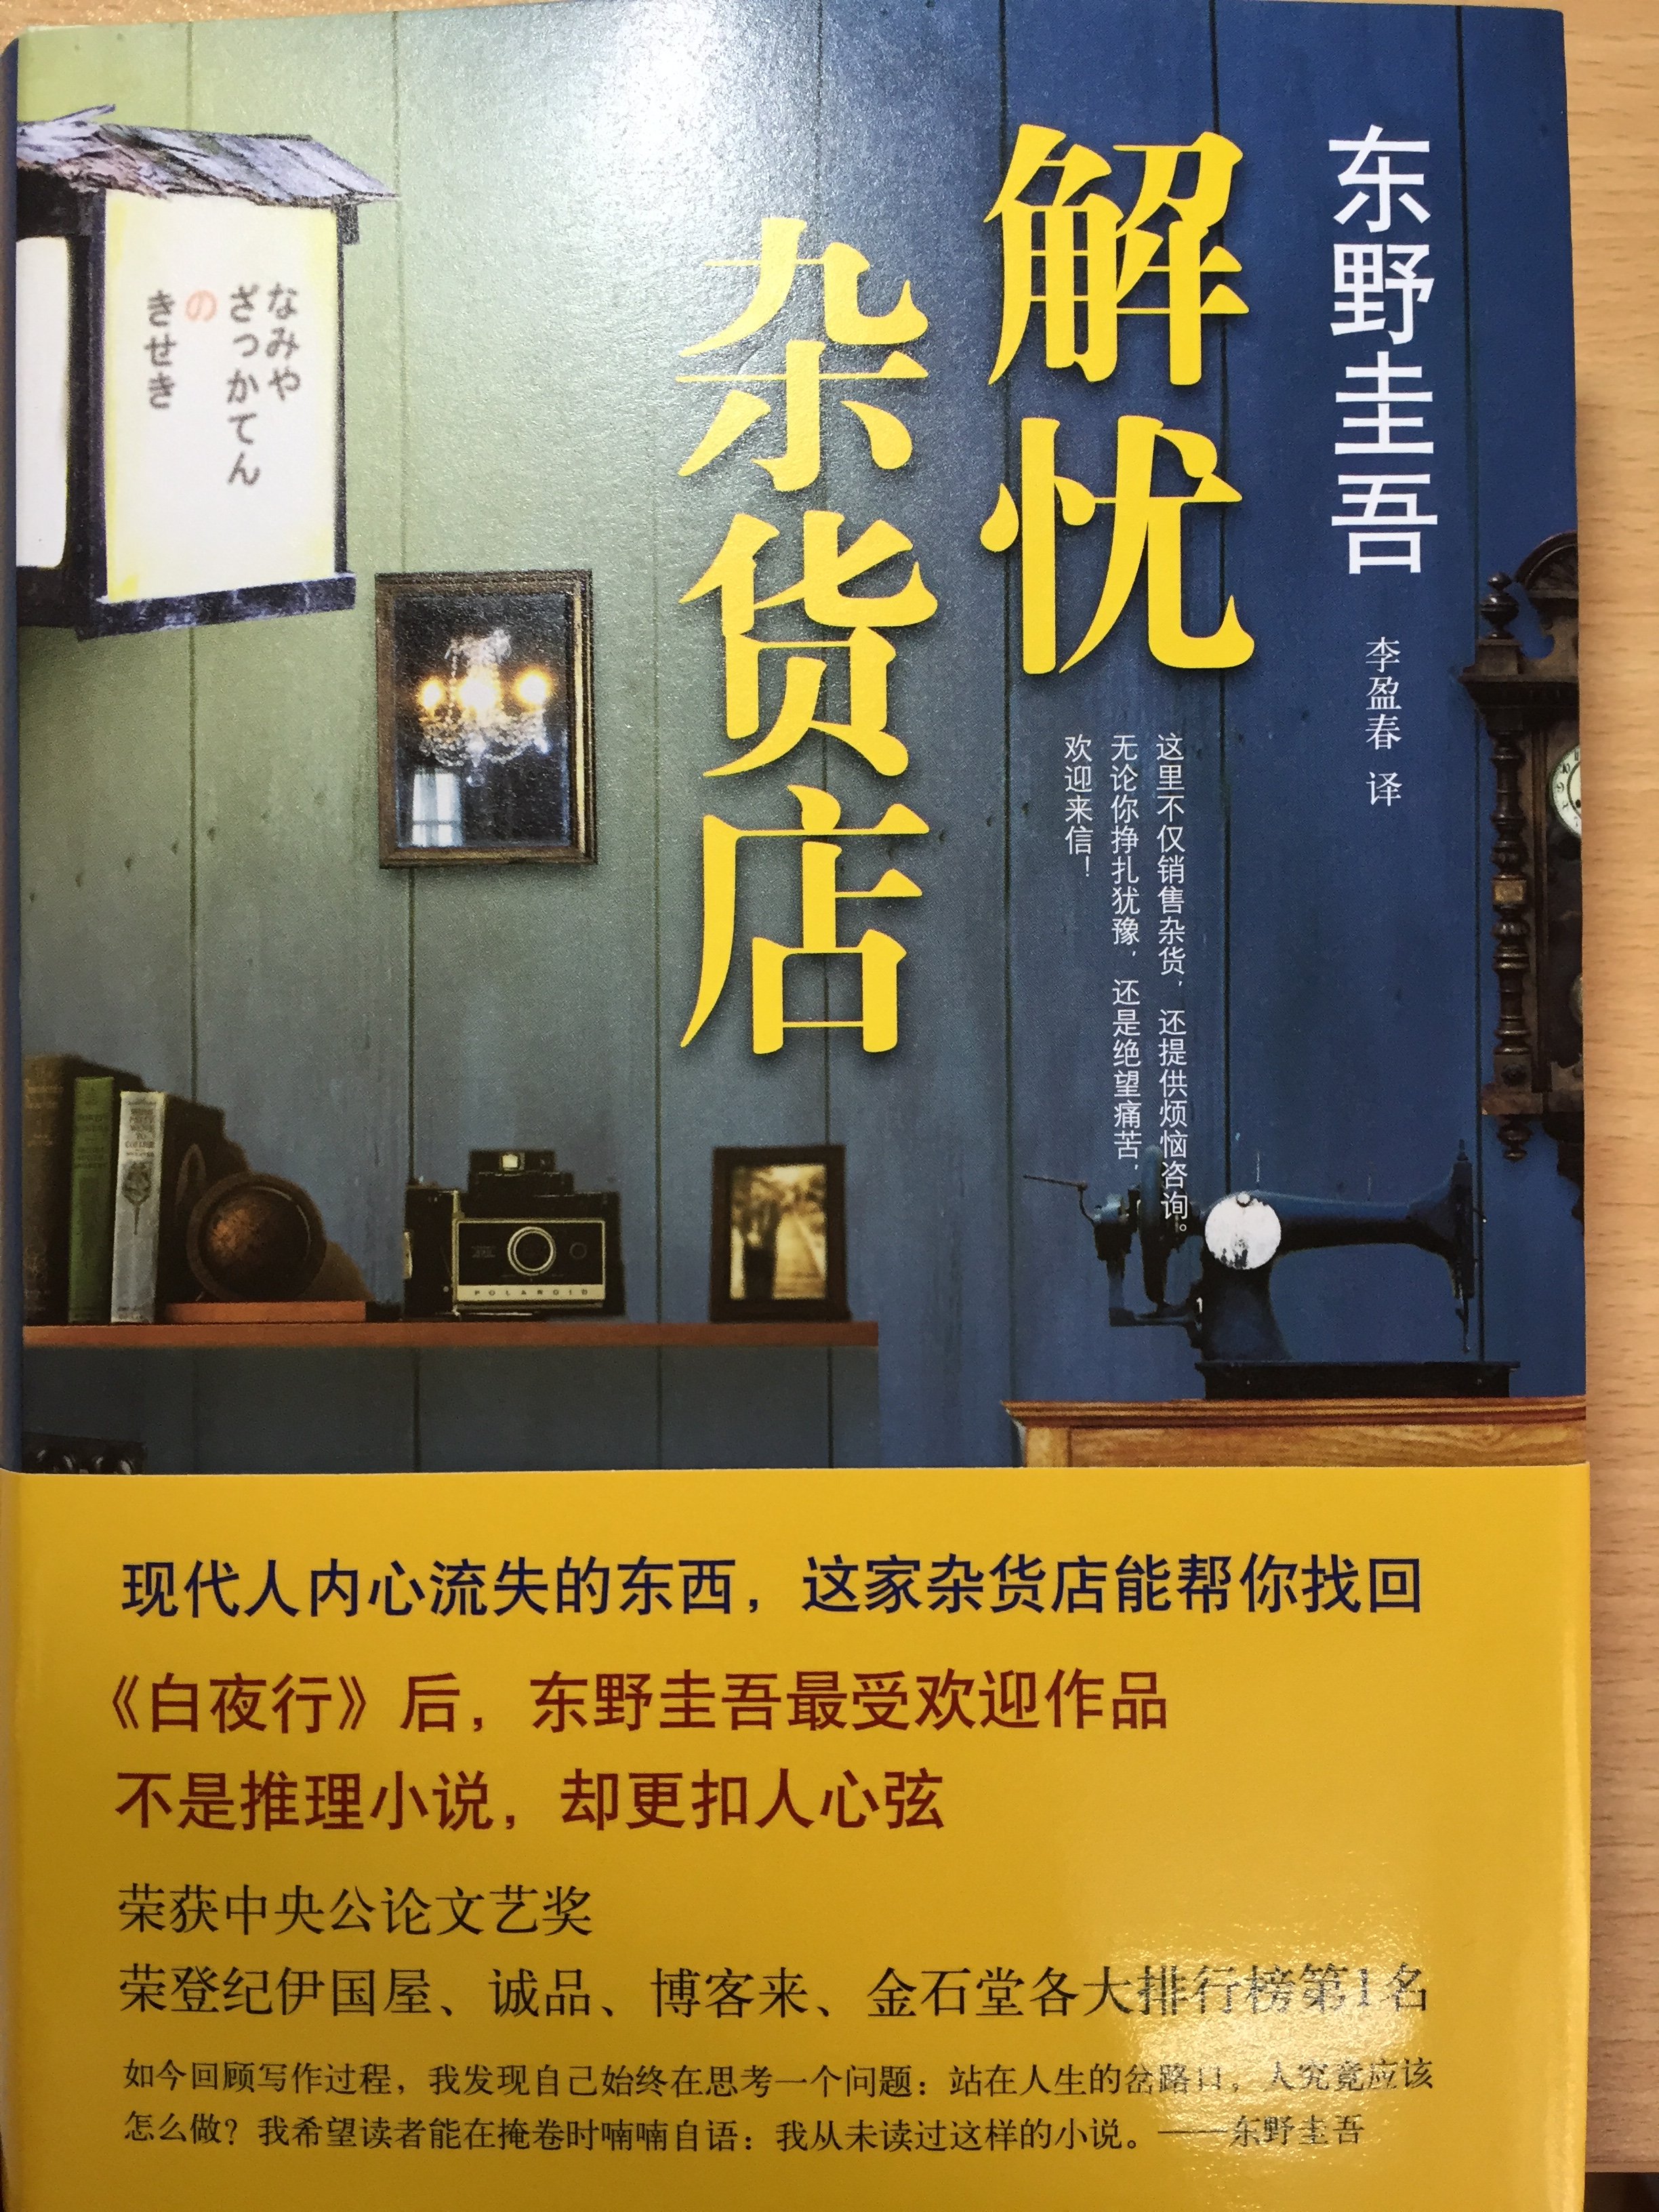 东野圭吾
李盈春 译
解忧
杂货店
这里不仅销售杂货，还提供烦恼咨询。
无论你挣扎犹豫，还是绝望痛苦，
欢迎来信！
なみや
ざっかてん
の
きせき
POLAROID
现代人内心流失的东西，这家杂货店能帮你找回
《白夜行》后，东野圭吾最受欢迎作品
不是推理小说，却更扣人心弦
荣获中央公论文艺奖
荣登纪伊国屋、诚品、博客来、金石堂各大排行榜第1名
如今回顾写作过程，我发现自己始终在思考一个问题：站在人生的岔路口，人究竟应该
怎么做？我希望读者能在掩卷时喃喃自语：我从未读过这样的小说。——东野圭吾